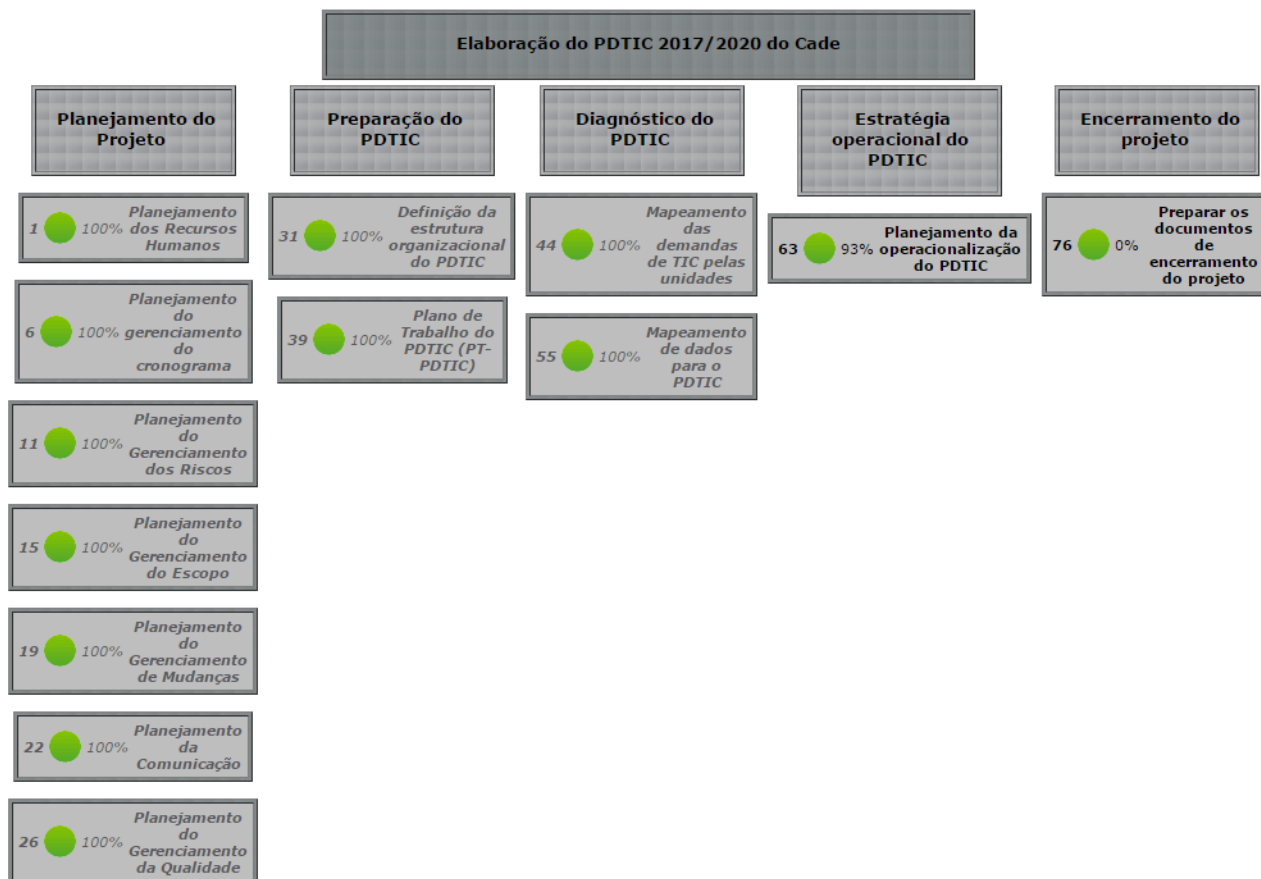 Elaboração do PDTIC 2017/2020 do Cade
Planejamento do
Projeto
1 100% Planejamento
dos Recursos
Humanos
6 100% Planejamento
do
gerenciamento
do
cronograma
11 100% Planejamento
do
Gerenciamento
dos Riscos
15 100% Planejamento
do
Gerenciamento
do Escopo
19 100% Planejamento
do
Gerenciamento
de Mudanças
22 100% Planejamento
da
Comunicação
26 100% Planejamento
do
Gerenciamento
da Qualidade
Preparação do
PDTIC
31 100% Definição da
estrutura
organizacional
do PDTIC
39 100% Plano de
Trabalho do
PDTIC (PT-
PDTIC)
Diagnóstico do
PDTIC
44 100% Mapeamento
das
demandas
de TIC pelas
unidades
55 100% Mapeamento
de dados
para o
PDTIC
Estratégia
operacional do
PDTIC
63 93% Planejamento da
operacionalização
do PDTIC
Encerramento do
projeto
76 0% Preparar os
documentos
de
encerramento
do projeto